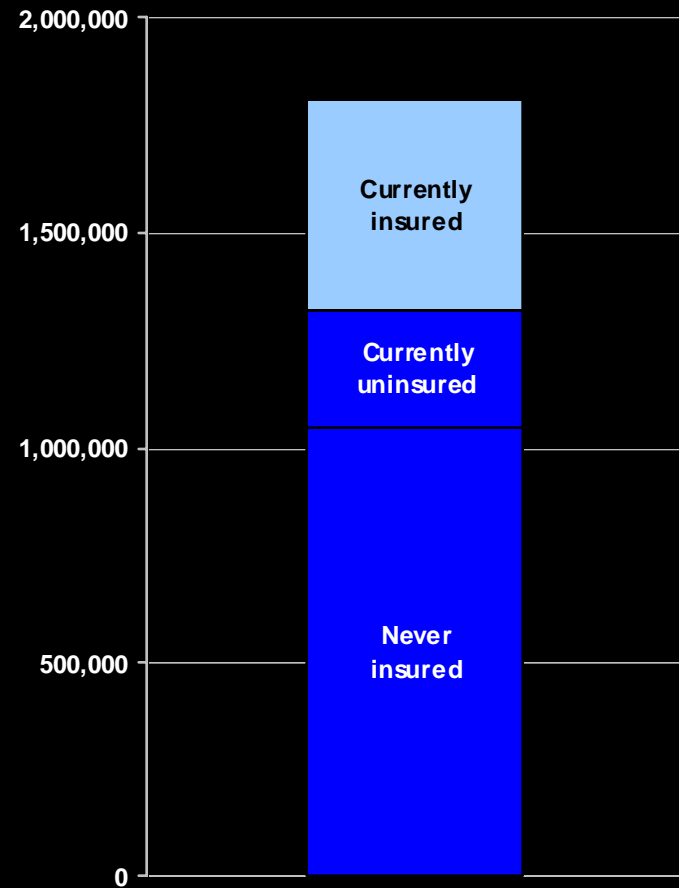 2,000,000
Currently
insured
1,500,000
Currently
uninsured
1,000,000
Never
insured
500,000
0